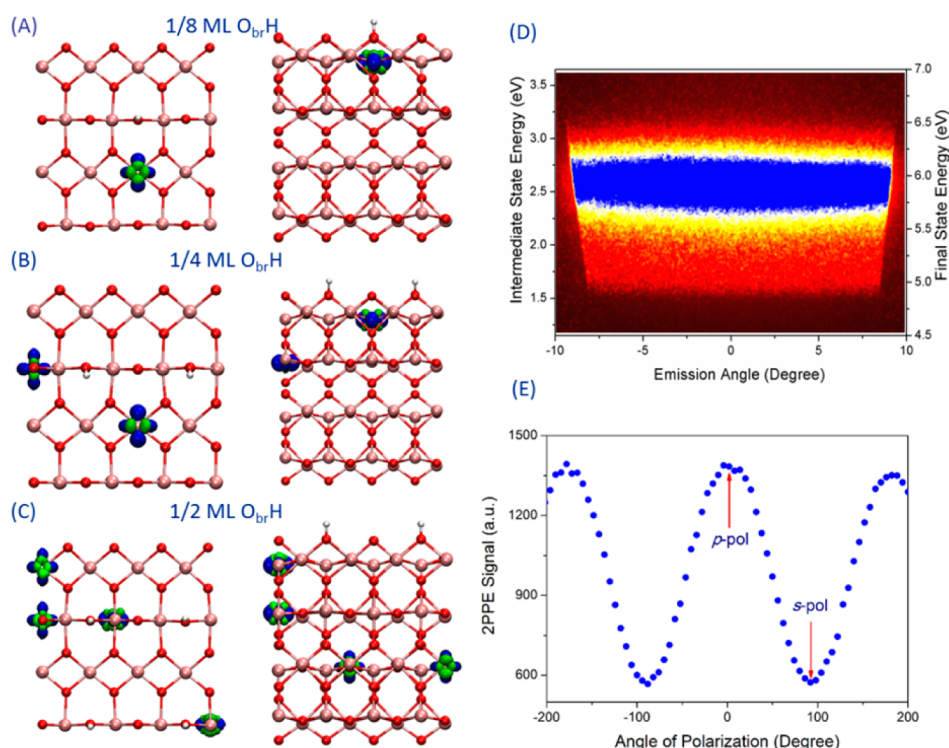 (A)
1/8 ML ObrH
(B)
1/4 ML ObrH
(C)
1/2 ML ObrH
(D)
Intermediate State Energy (eV)
3.5
3.0
2.5
2.0
1.5
7.0
6.5
6.0
5.5
5.0
4.5
Final State Energy (eV)
-10
-5
0
5
10
Emission Angle (Degree)
(E)
2PPE Signal (a.u.)
1500
1200
900
600
p-pol
s-pol
-200
-100
0
100
200
Angle of Polarization (Degree)